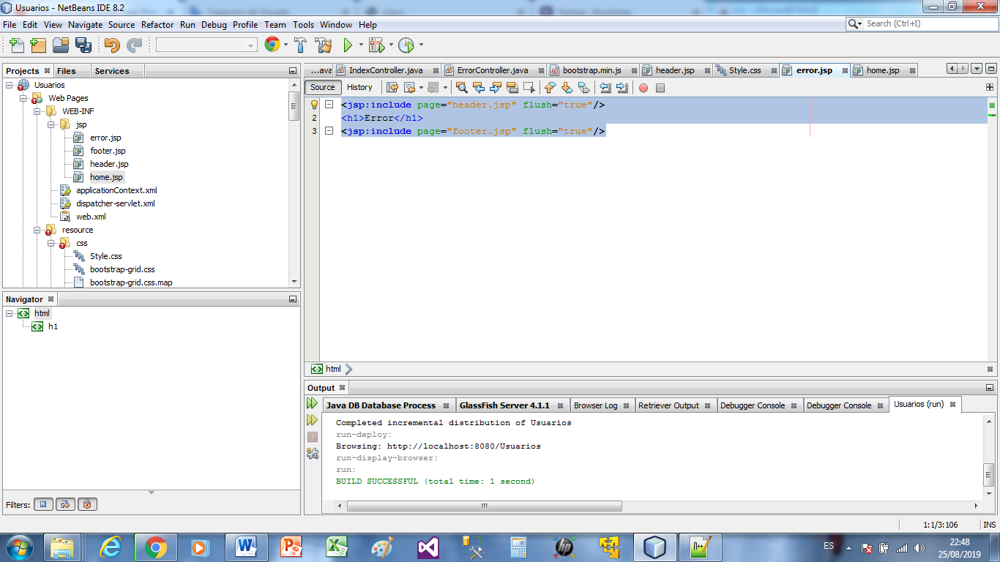 Usuarios - NetBeans IDE 8.2
File Edit View Navigate Source Refactor Run Debug Profile Team Tools Window Help
Search (Ctrl+I)
Projects Files Services
...ava IndexController.java ErrorController.java bootstrap.min.js header.jsp Style.css error.jsp home.jsp
Source History
Usuarios
Web Pages
WEB-INF
jsp
error.jsp
footer.jsp
header.jsp
home.jsp
applicationContext.xml
dispatcher-servlet.xml
web.xml
resource
css
Style.css
bootstrap-grid.css
bootstrap-grid.css.map
<jsp:include page="header.jsp" flush="true"/>
2 <h1>Error</h1>
3 <jsp:include page="footer.jsp" flush="true"/>
Navigator
html
h1
Filters:
html
Output
Java DB Database Process GlassFish Server 4.1.1 Browser Log Retriever Output Debugger Console Debugger Console Usuarios (run)
Completed incremental distribution of Usuarios
run-deploy:
Browsing: http://localhost:8080/Usuarios
run-display-browser:
run:
BUILD SUCCESSFUL (total time: 1 second)
1:1/3:106 INS
ES
22:48
25/08/2019